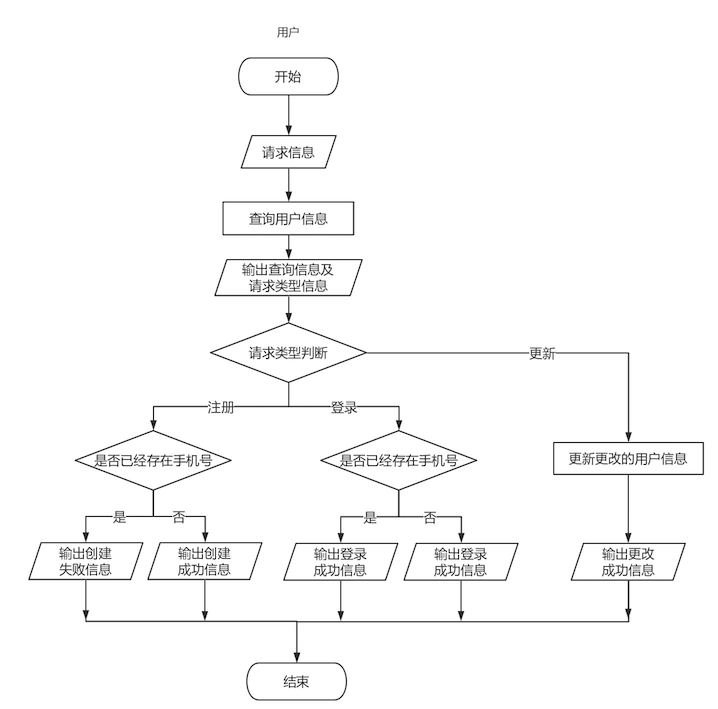 用户
开始
请求信息
查询用户信息
输出查询信息及
请求类型信息
请求类型判断
更新
注册
登录
是否已经存在手机号
是否已经存在手机号
更新更改的用户信息
是
否
是
否
输出创建
失败信息
输出创建
成功信息
输出登录
成功信息
输出登录
成功信息
输出更改
成功信息
结束